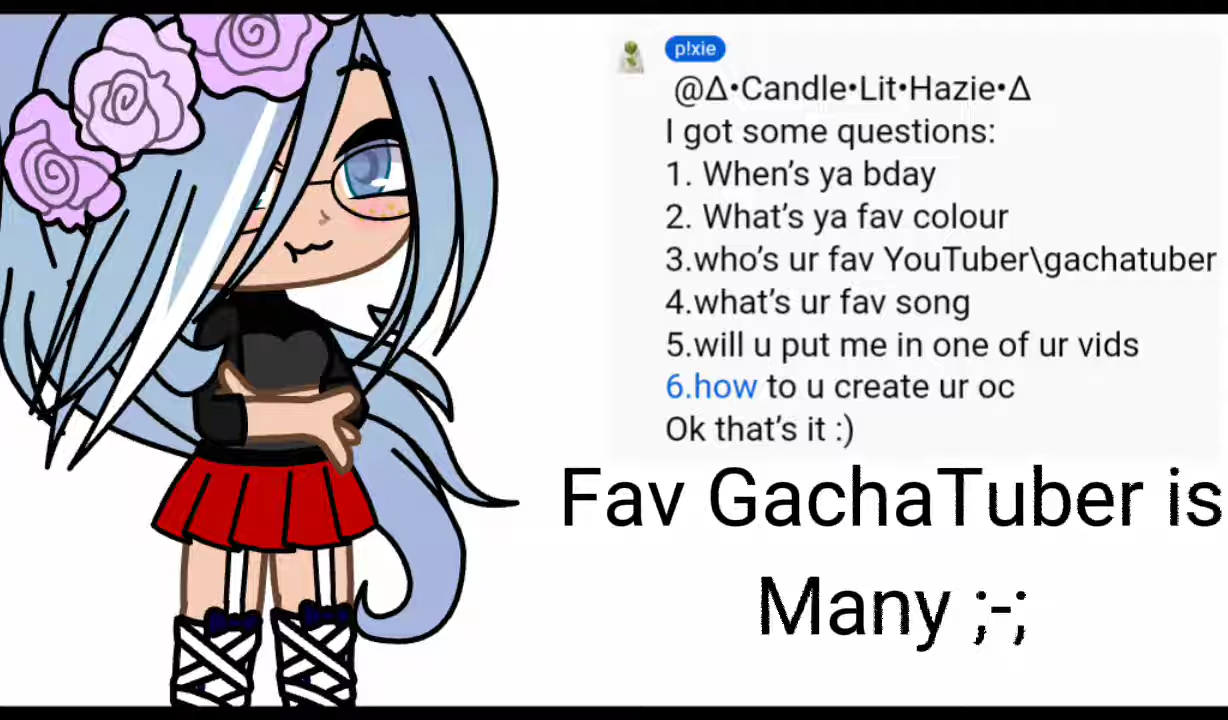 p!xie
@∆•Candle•Lit•Hazie•∆
I got some questions:
1. When's ya bday
2. What's ya fav colour
3.who's ur fav YouTuber\gachatuber
4.what's ur fav song
5.will u put me in one of ur vids
6.how to u create ur oc
Ok that's it :)
Fav GachaTuber is
Many ;-;